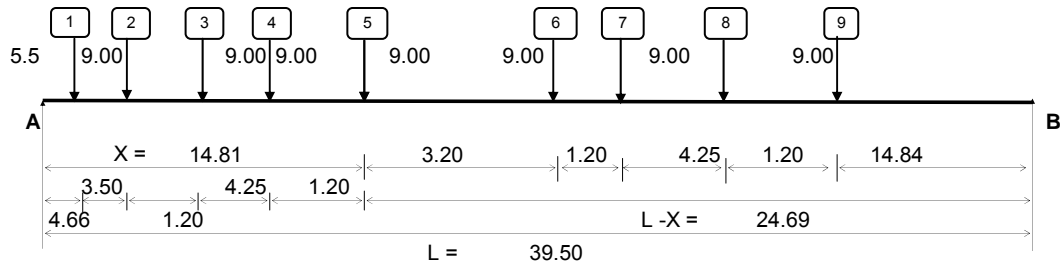 1 2 3 4 5 6 7 8 9
5.5 9.00 9.00 9.00 9.00 9.00 9.00 9.00
A B
X = 14.81 3.20 1.20 4.25 1.20 14.84
3.50 4.25 1.20
4.66 1.20 L -X = 24.69
L = 39.50